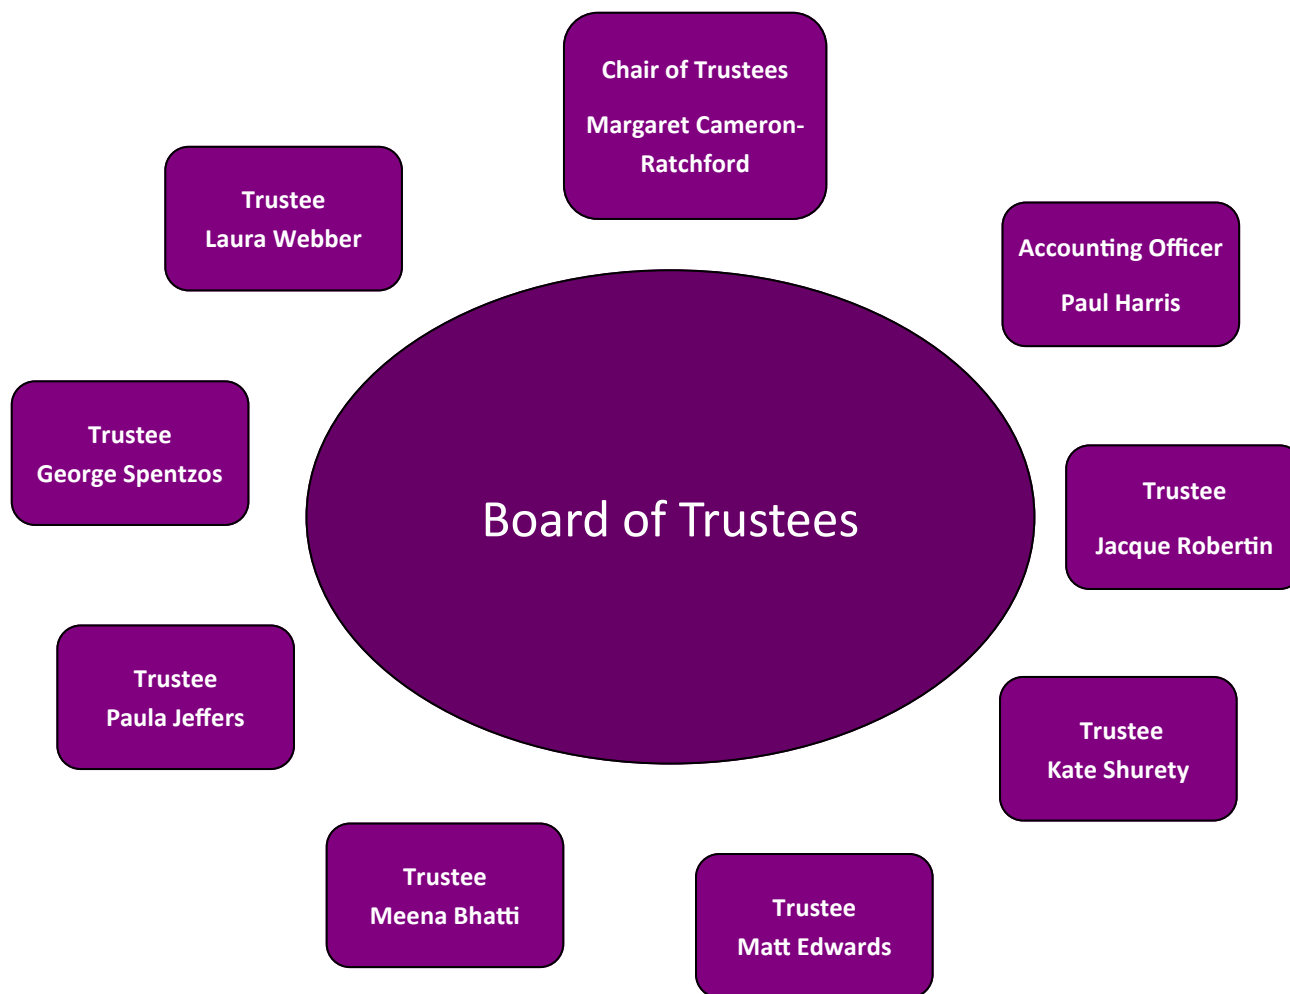 Chair of Trustees
Margaret Cameron-
Ratchford
Trustee
Laura Webber
Accounting Officer
Paul Harris
Trustee
George Spentzos
Board of Trustees
Trustee
Jacque Robertin
Trustee
Paula Jeffers
Trustee
Kate Shurety
Trustee
Meena Bhatti
Trustee
Matt Edwards